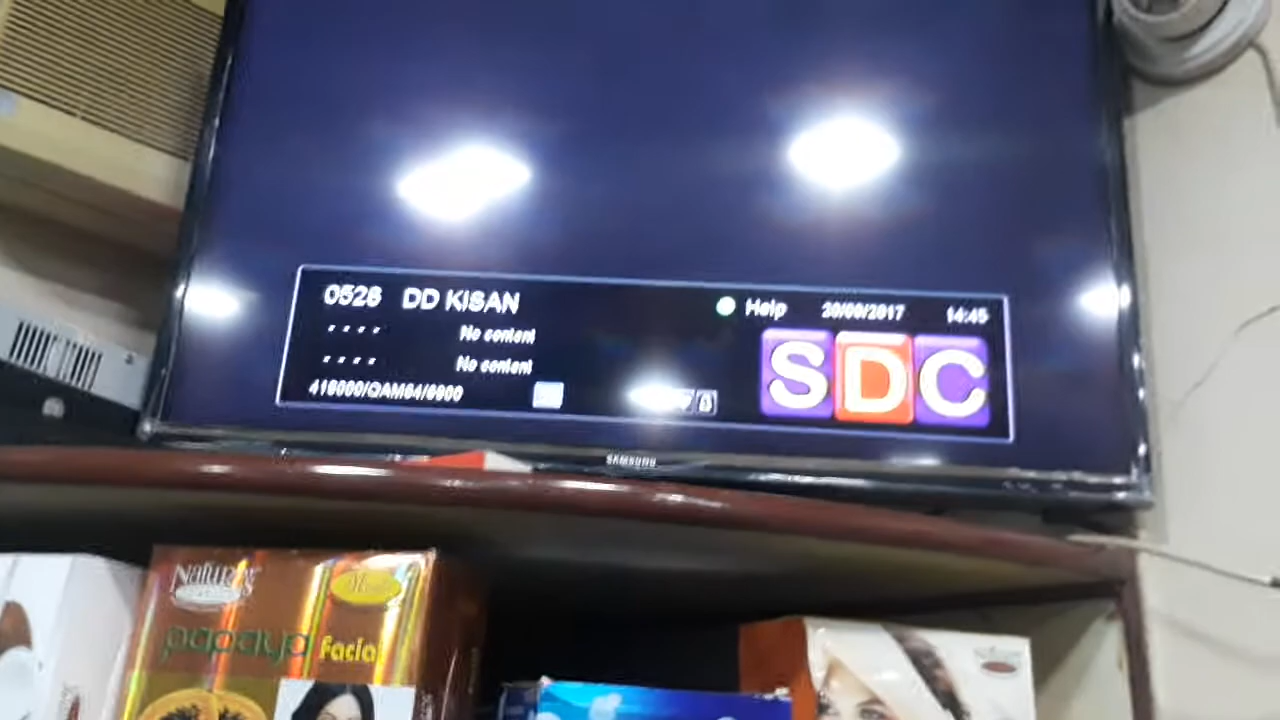 0528 DD KISAN
Help 20/09/2017 14:45
No content
No content
416000/QAM64/6900
SDC
SAMSUNG
Nature's
papaya Facial